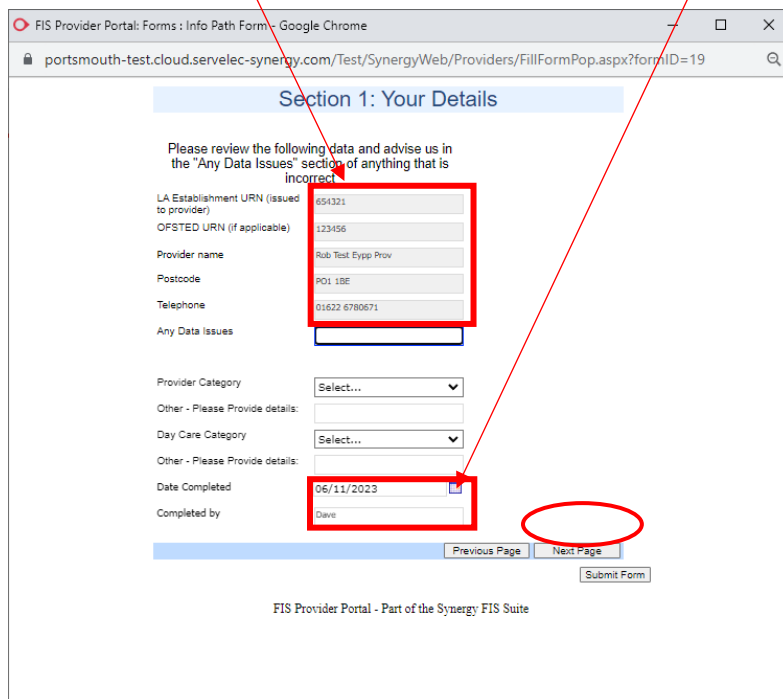 FIS Provider Portal: Forms : Info Path Form - Google Chrome
portsmouth-test.cloud.servelec-synergy.com/Test/SynergyWeb/Providers/FillFormPop.aspx?formID=19
Section 1: Your Details
Please review the following data and advise us in
the "Any Data Issues" section of anything that is
incorrect
LA Establishment URN (issued
to provider)
654321
OFSTED URN (if applicable)
123456
Provider name
Rob Test Eypp Prov
Postcode
PO1 1BE
Telephone
01622 6780671
Any Data Issues
Provider Category
Select...
Other - Please Provide details:
Day Care Category
Select...
Other - Please Provide details:
Date Completed
06/11/2023
Completed by
Dave
Previous Page
Next Page
Submit Form
FIS Provider Portal - Part of the Synergy FIS Suite